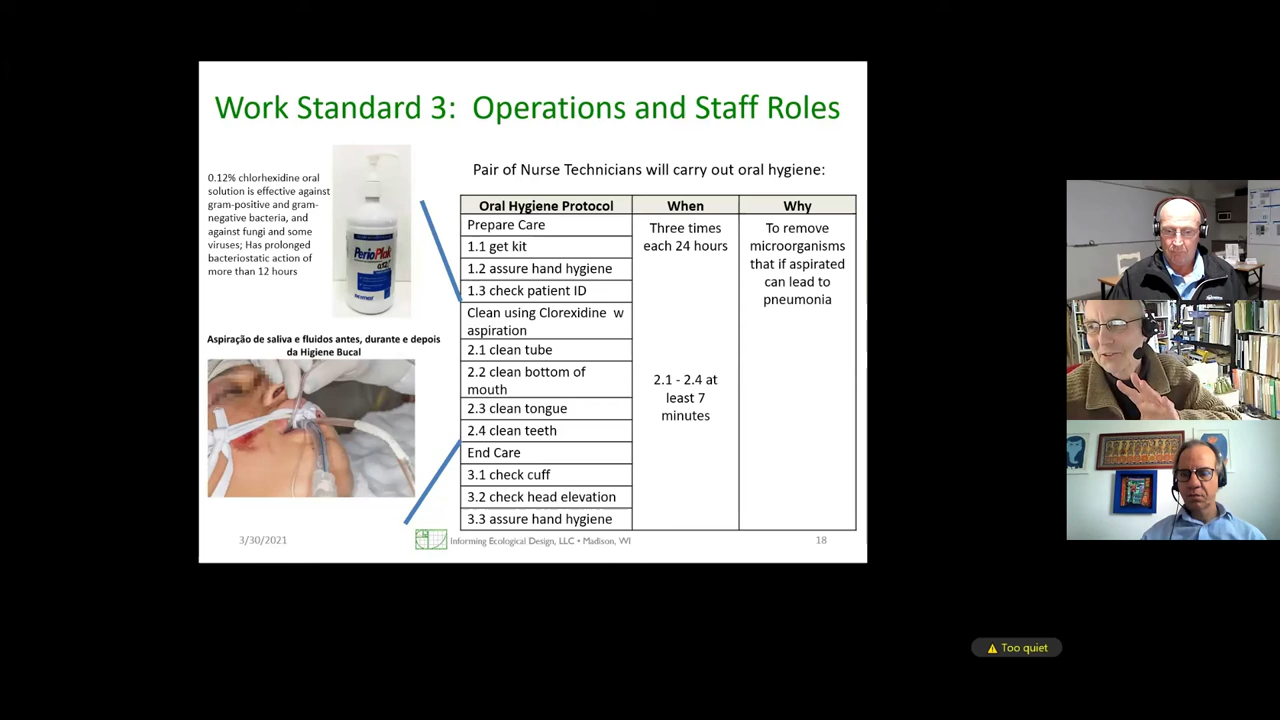 Work Standard 3: Operations and Staff Roles
0.12% chlorhexidine oral
solution is effective against
gram-positive and gram-
negative bacteria, and
against fungi and some
viruses; Has prolonged
bacteriostatic action of
more than 12 hours
PerioPlak
Aspiração de saliva e fluidos antes, durante e depois
da Higiene Bucal
Pair of Nurse Technicians will carry out oral hygiene:
Oral Hygiene Protocol
When
Why
Prepare Care
1.1 get kit
1.2 assure hand hygiene
1.3 check patient ID
Clean using Clorexidine w
aspiration
2.1 clean tube
2.2 clean bottom of
mouth
2.3 clean tongue
2.4 clean teeth
End Care
3.1 check cuff
3.2 check head elevation
3.3 assure hand hygiene
Three times
each 24 hours
2.1 - 2.4 at
least 7
minutes
To remove
microorganisms
that if aspirated
can lead to
pneumonia
3/30/2021
Informing Ecological Design, LLC • Madison, WI
18
Too quiet